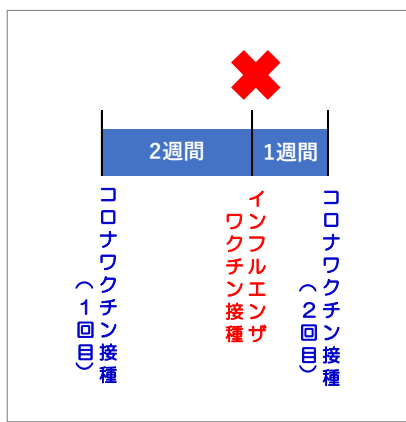 2週間
1週間
コロナワクチン接種
（１回目）
インフルエンザ
ワクチン接種
コロナワクチン接種
（２回目）